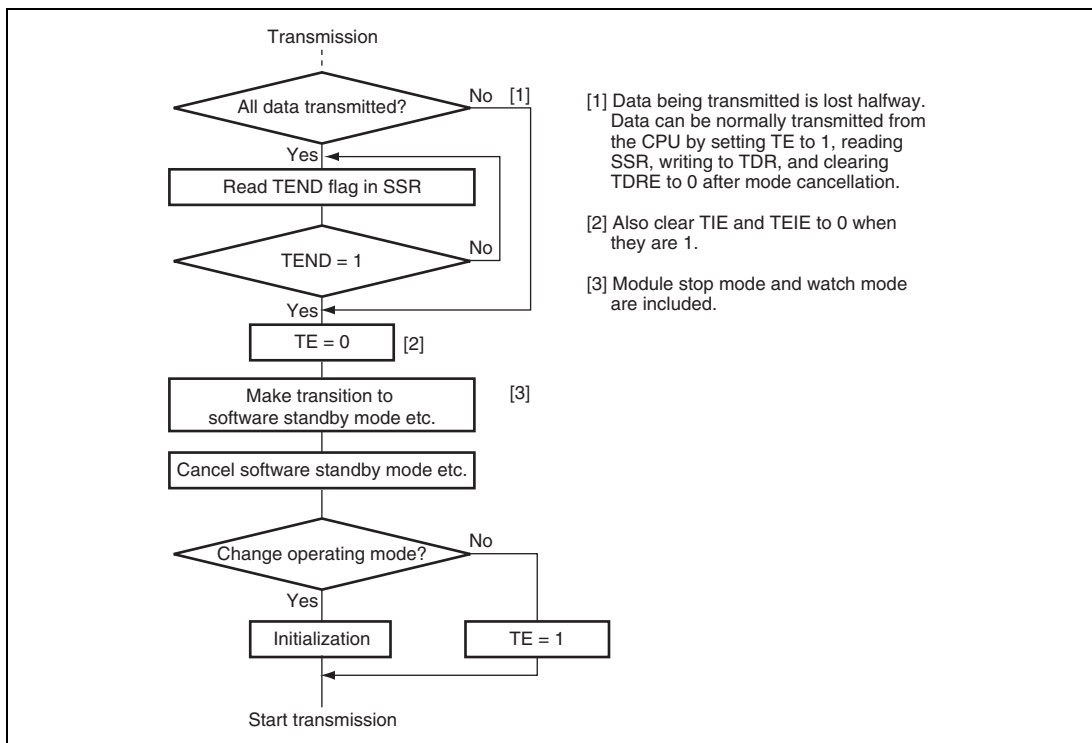 Transmission
All data transmitted?
No [1]
Yes
Read TEND flag in SSR
TEND = 1
No
Yes
TE = 0
[2]
Make transition to
software standby mode etc.
[3]
Cancel software standby mode etc.
Change operating mode?
No
Yes
Initialization
TE = 1
Start transmission
[1] Data being transmitted is lost halfway.
Data can be normally transmitted from
the CPU by setting TE to 1, reading
SSR, writing to TDR, and clearing
TDRE to 0 after mode cancellation.
[2] Also clear TIE and TEIE to 0 when
they are 1.
[3] Module stop mode and watch mode
are included.